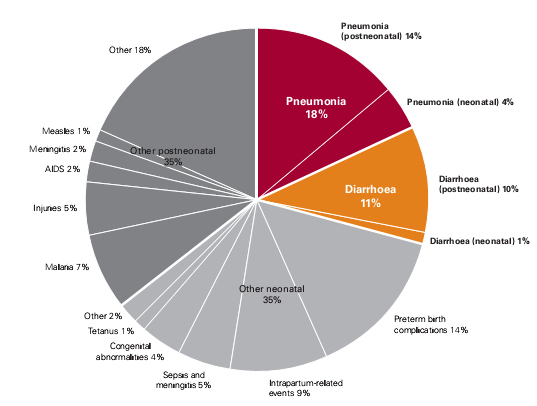 Pneumonia
(postneonatal) 14%
Other 18%
Pneumonia
18%
Pneumonia (neonatal) 4%
Measles 1%
Meningitis 2%
Other postneonatal
35%
AIDS 2%
Diarrhoea
(postneonatal) 10%
Diarrhoea
11%
Injuries 5%
Diarrhoea (neonatal) 1%
Malaria 7%
Other neonatal
35%
Other 2%
Tetanus 1%
Preterm birth
complications 14%
Congenital
abnormalities 4%
Sepsis and
meningitis 5%
Intrapartum-related
events 9%